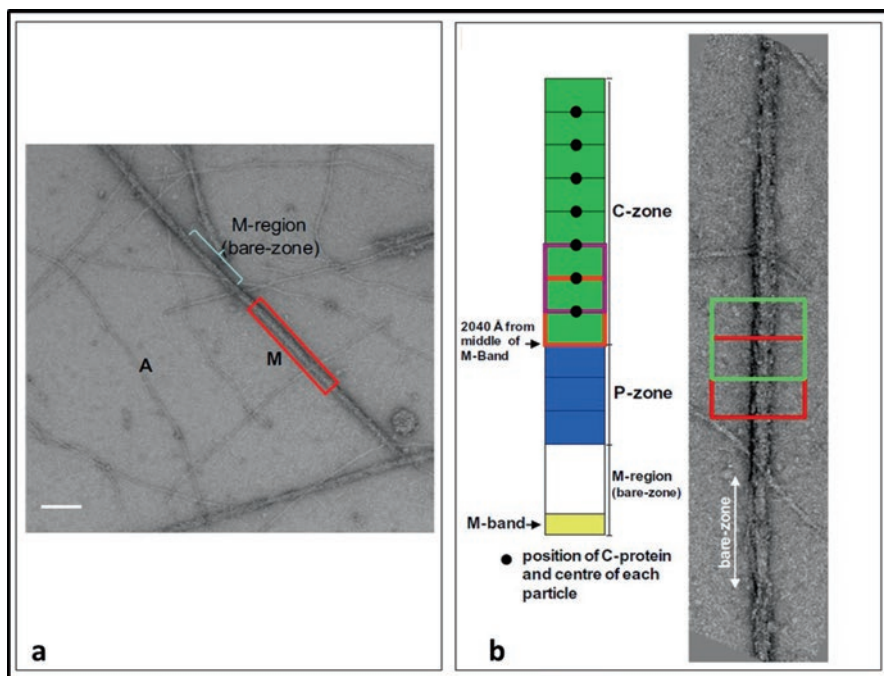 M-region
(bare-zone)
A
M
a
C-zone
2040 Å from
middle of
M-Band
P-zone
M-region
(bare-zone)
M-band
position of C-protein
and centre of each
particle
bare-zone
b